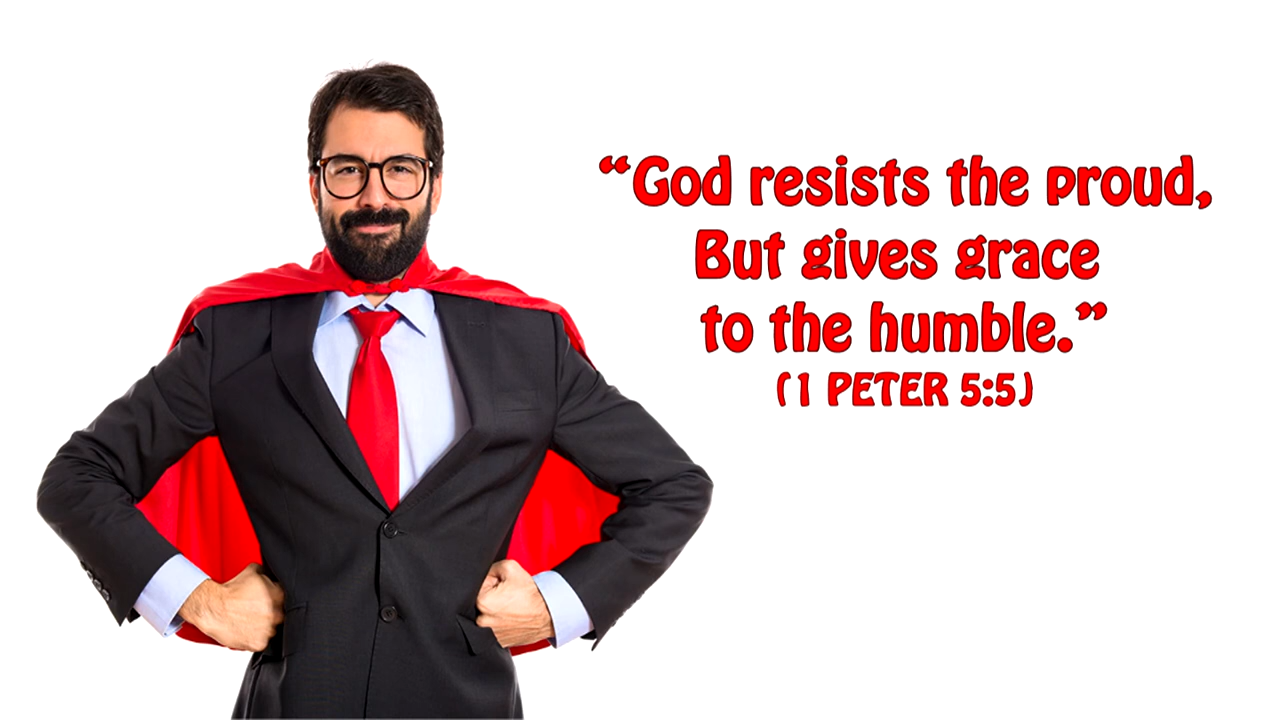 “God resists the proud,
But gives grace
to the humble.”
(1 PETER 5:5)